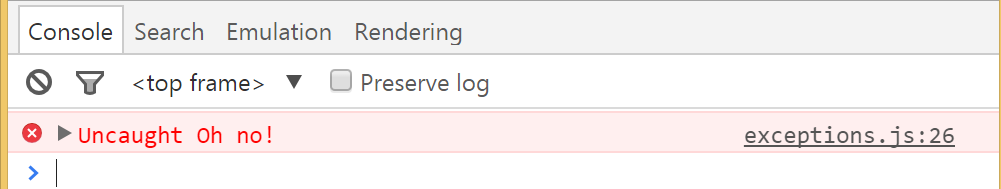 Console Search Emulation Rendering
<top frame> ▼ Preserve log
Uncaught Oh no! exceptions.js:26
>